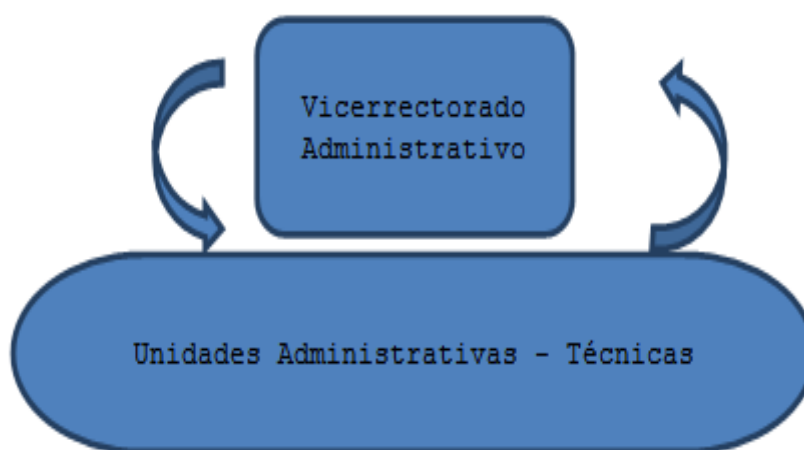 Vicerrectorado
Administrativo
Unidades Administrativas - Técnicas